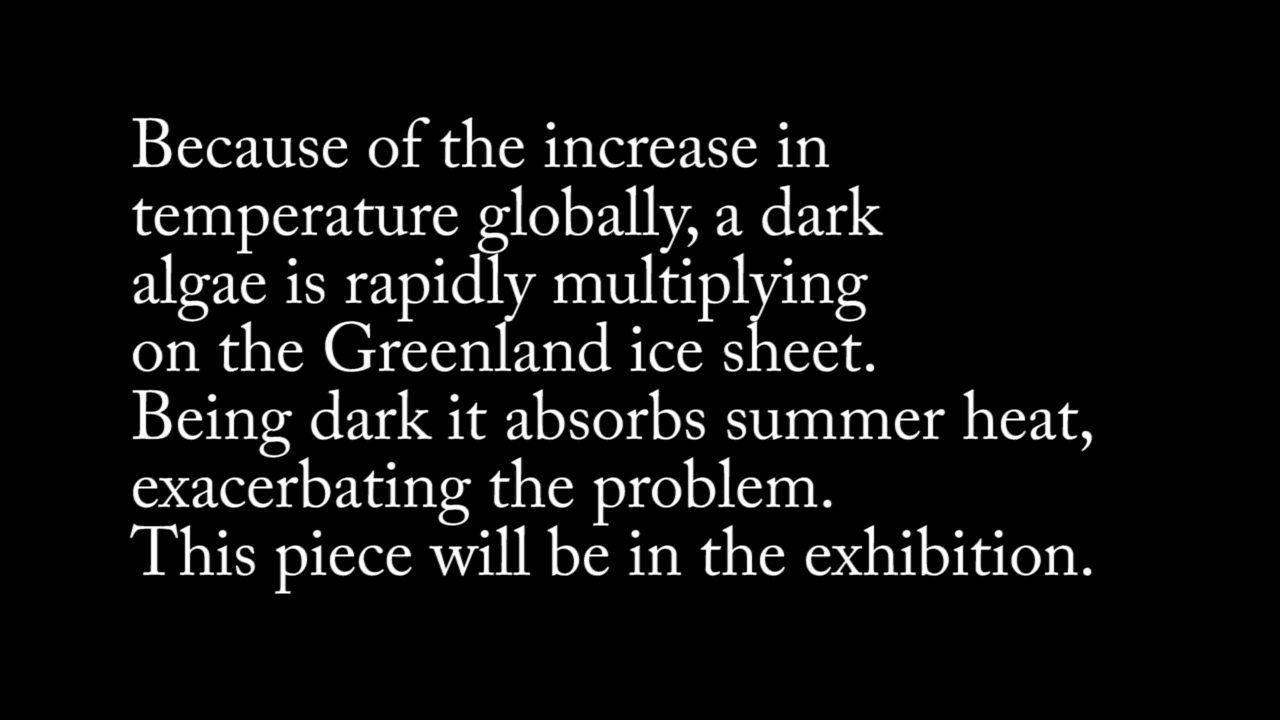 Because of the increase in
temperature globally, a dark
algae is rapidly multiplying
on the Greenland ice sheet.
Being dark it absorbs summer heat,
exacerbating the problem.
This piece will be in the exhibition.